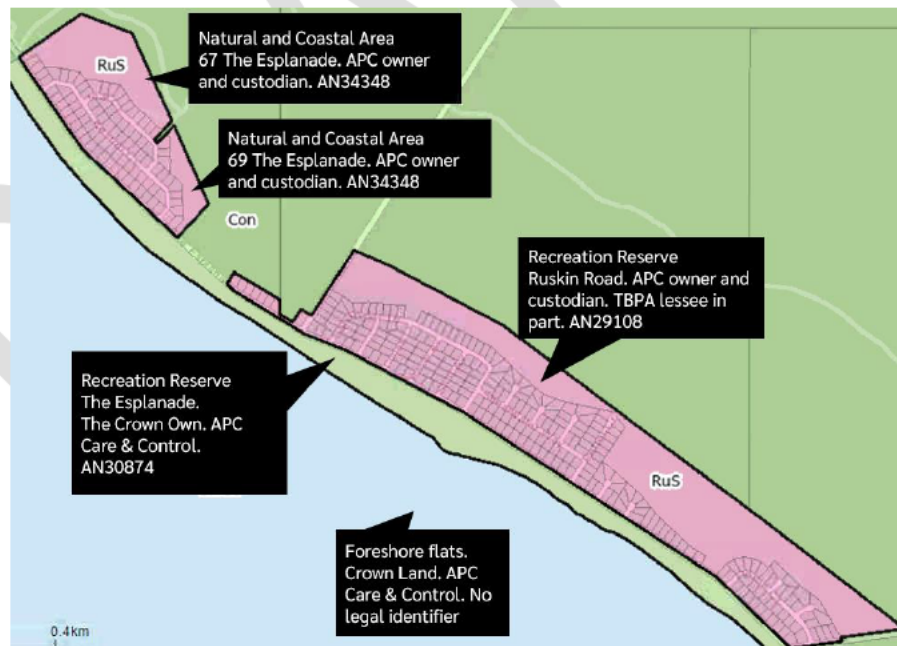 RuS
Natural and Coastal Area
67 The Esplanade. APC owner
and custodian. AN34348
Natural and Coastal Area
69 The Esplanade. APC owner
and custodian. AN34348
Con
Recreation Reserve
Ruskin Road. APC owner and
custodian. TBPA lessee in
part. AN29108
Recreation Reserve
The Esplanade.
The Crown Own. APC
Care & Control.
AN30874
RuS
Foreshore flats.
Crown Land. APC
Care & Control. No
legal identifier
0.4km